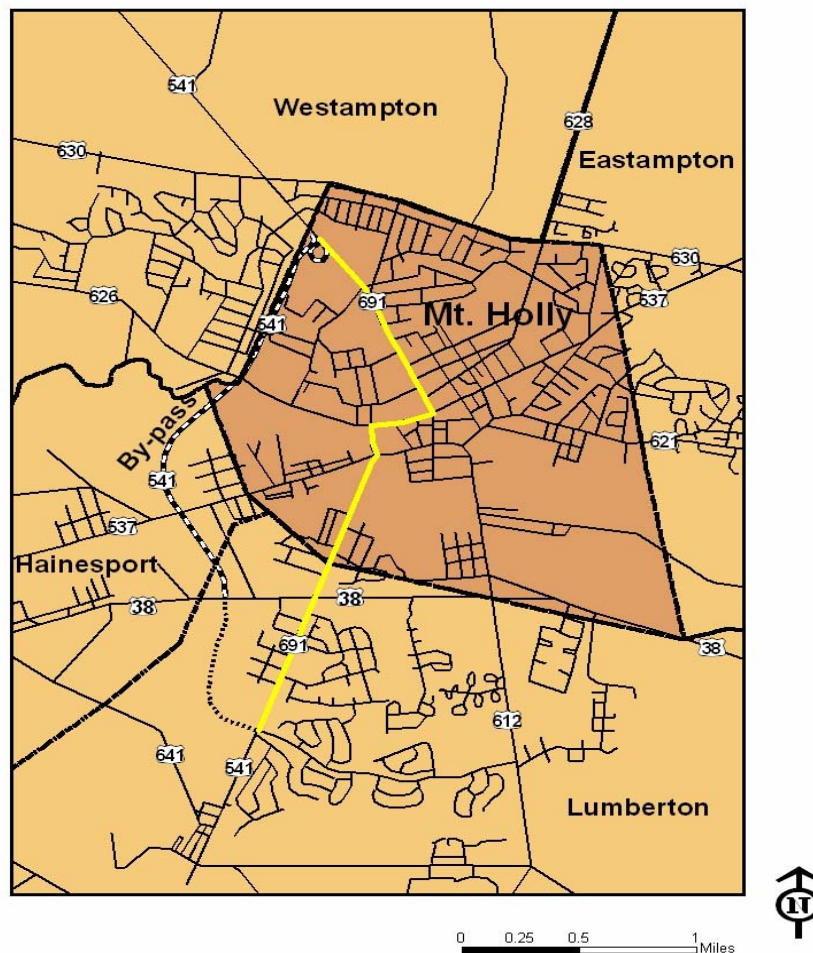 541
Westampton
628
630
Eastampton
630
626
537
691
Mt. Holly
541
By-pass
621
541
537
Hainesport
38
38
691
38
612
641
541
Lumberton
N
0 0.25 0.5 1
Miles